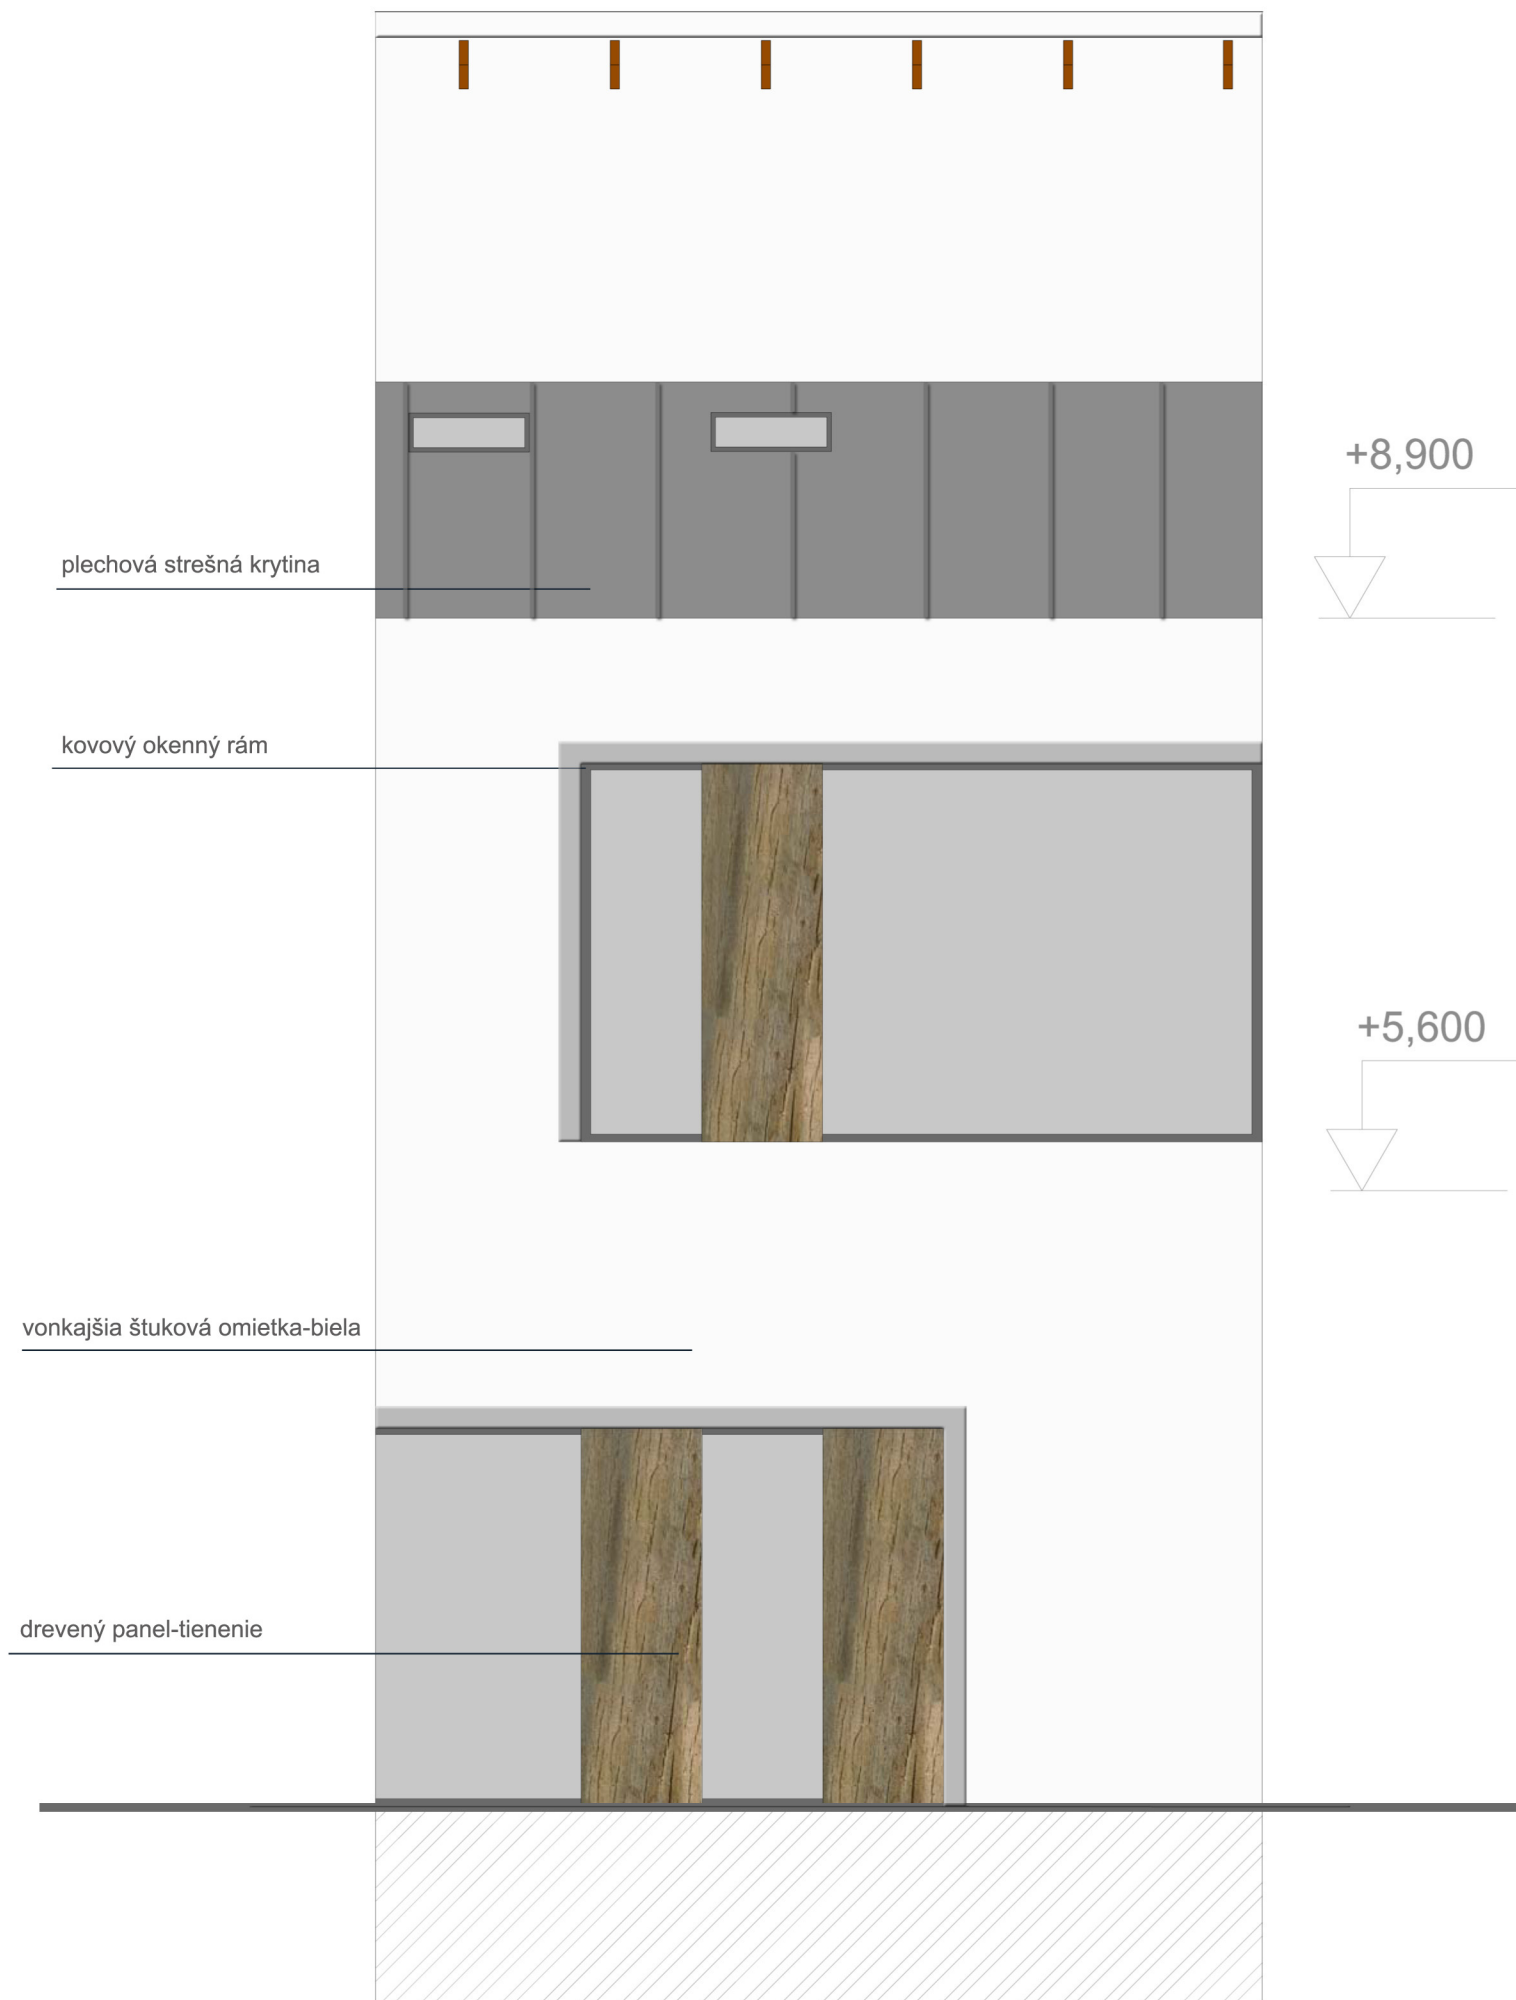 +8,900
plechová strešná krytina
kovový okenný rám
+5,600
vonkajšia štuková omietka-biela
drevený panel-tienenie